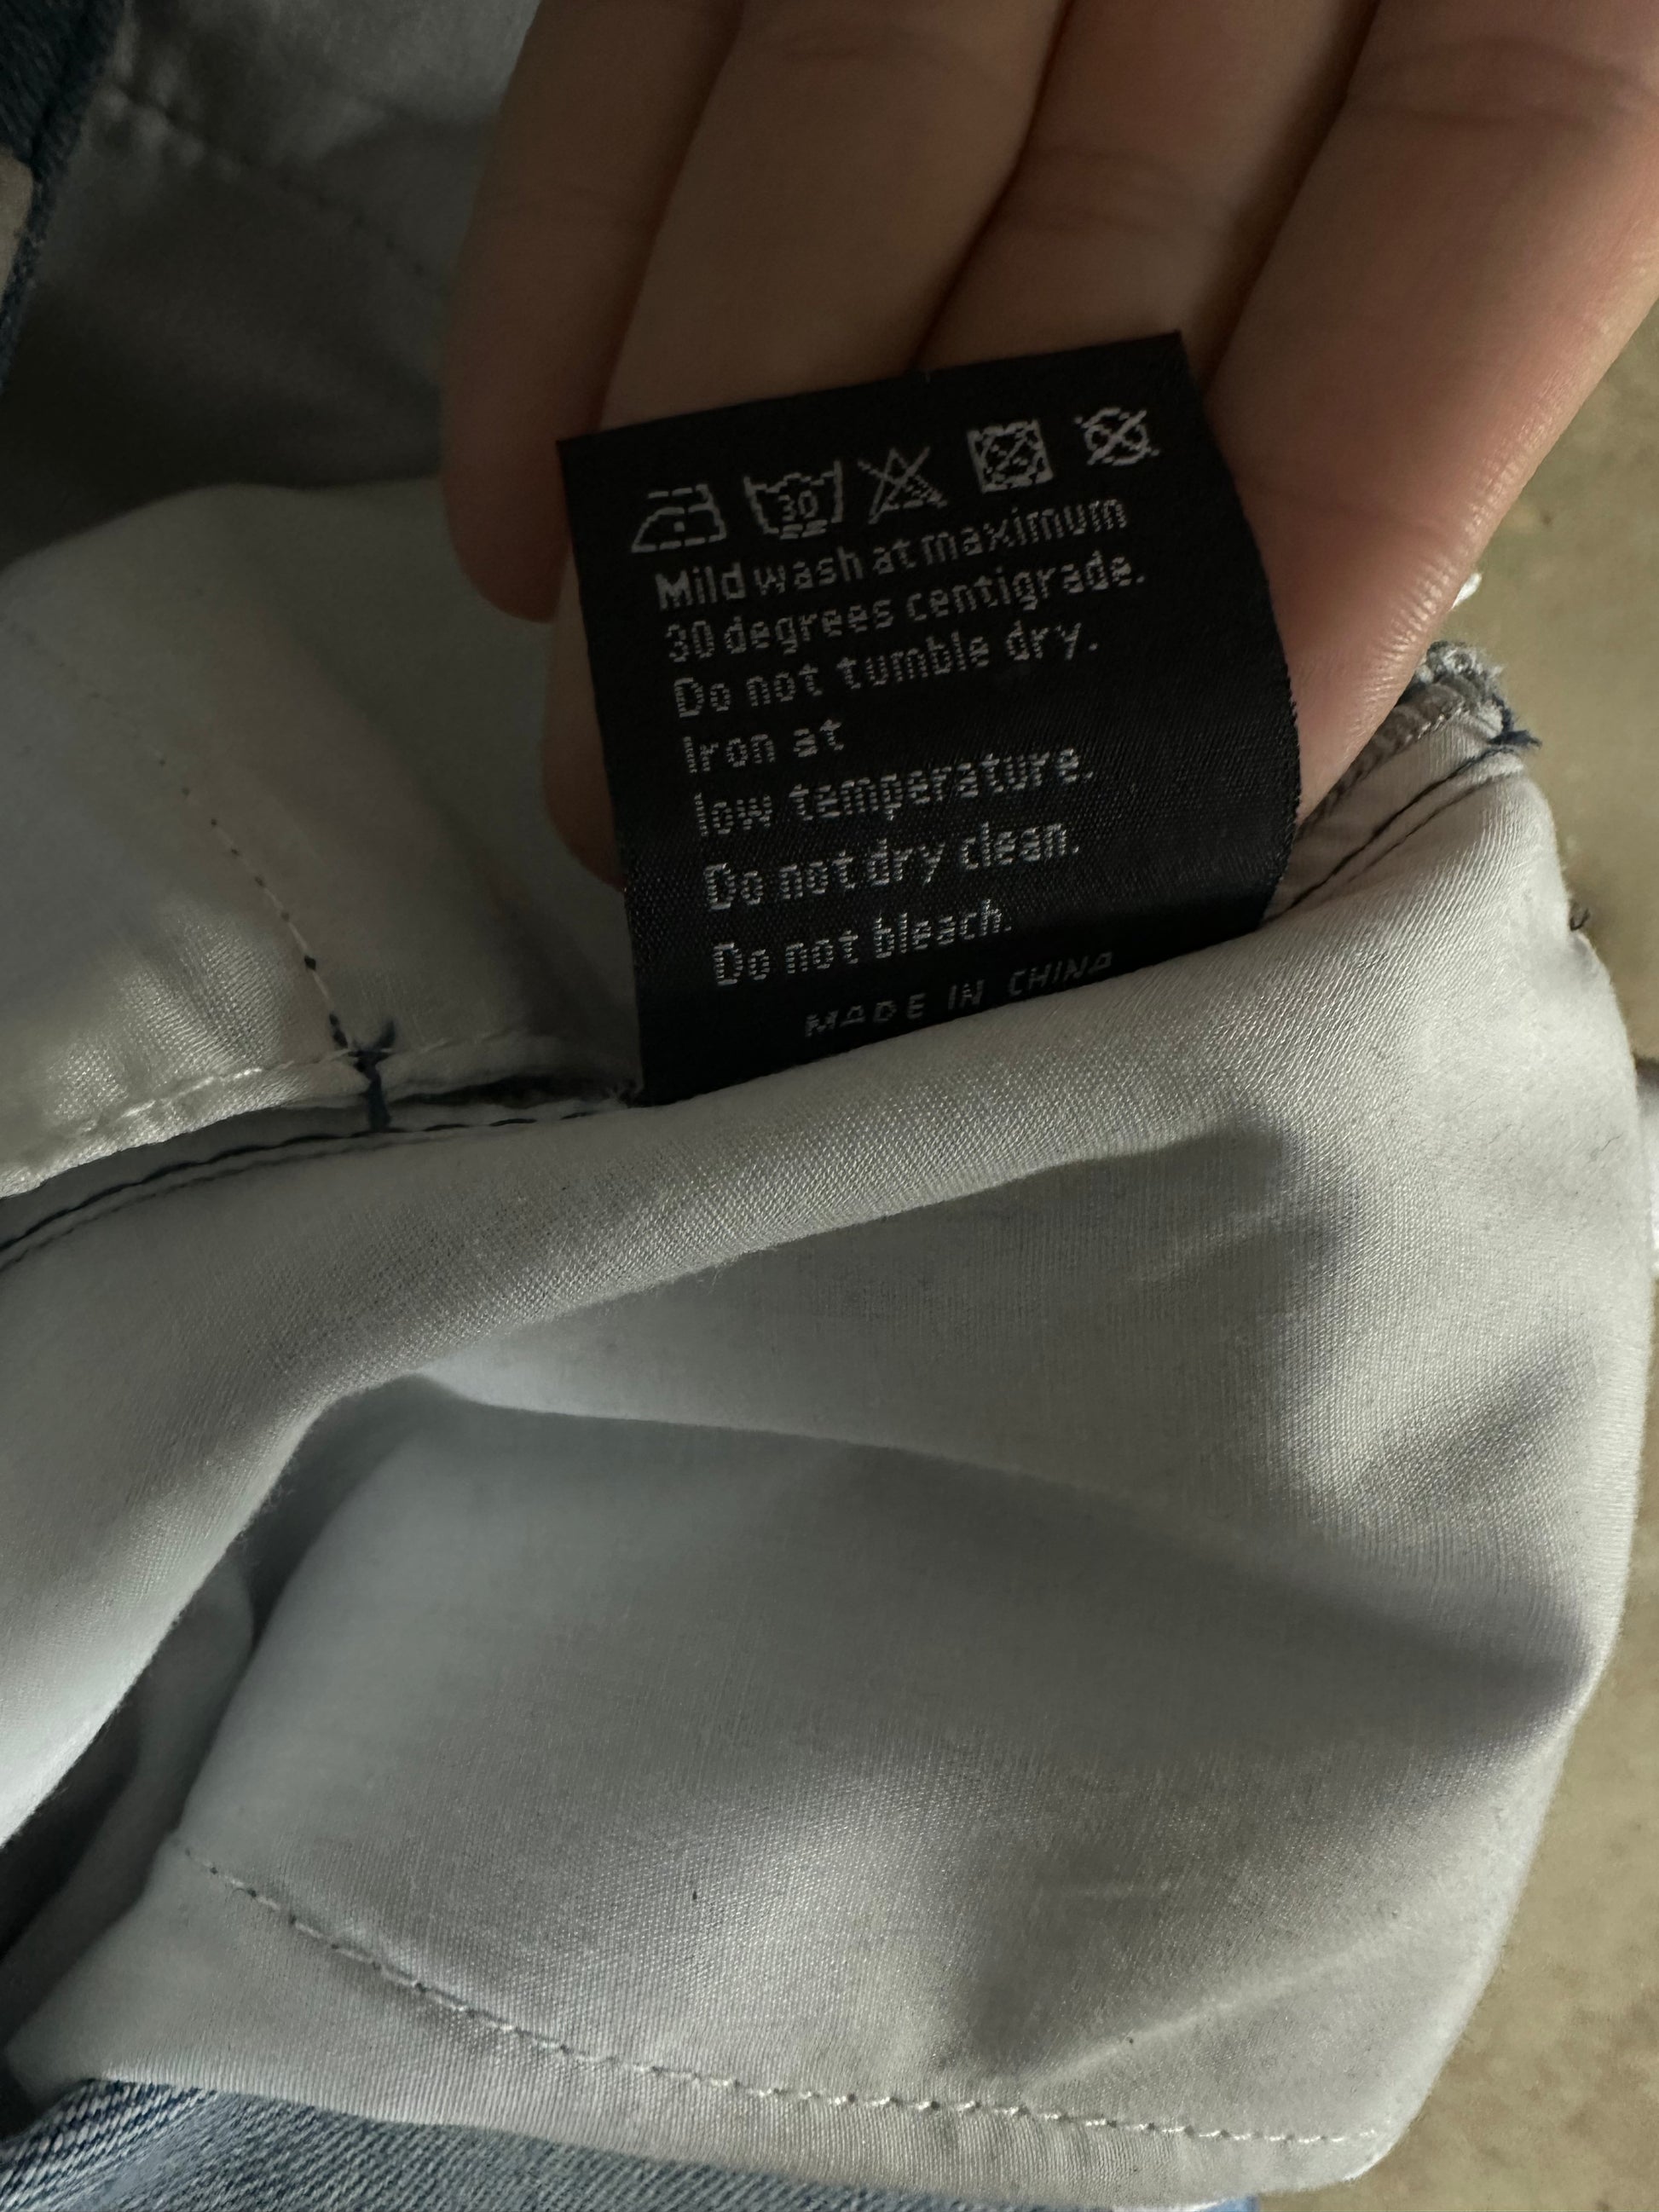 30
Mild wash at maximum
30 degrees centigrade.
Do not tumble dry.
Iron at
low temperature.
Do not dry clean.
Do not bleach.
MADE IN CHINA